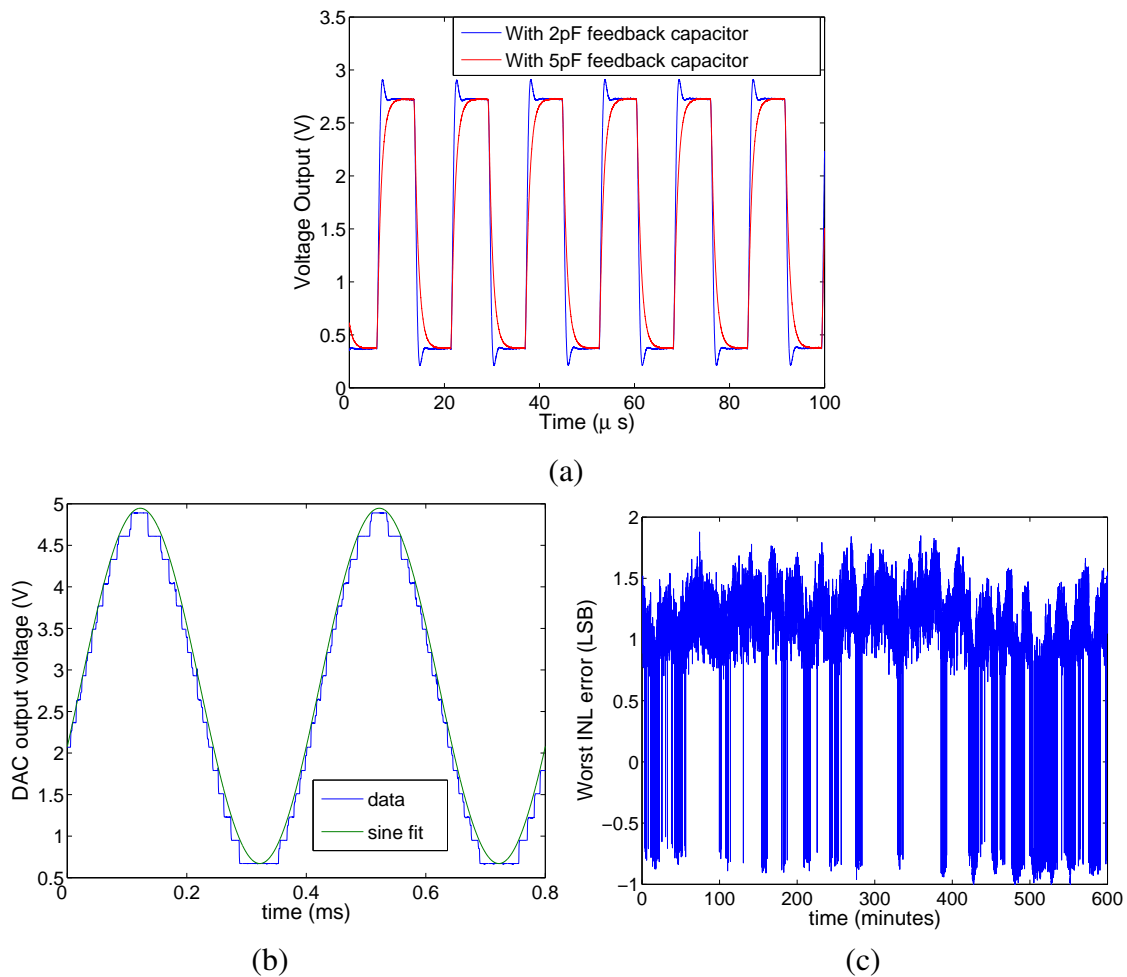 3.5
3
2.5
2
1.5
1
0.5
0
With 2pF feedback capacitor
With 5pF feedback capacitor
Voltage Output (V)
0 20 40 60 80 100
Time (μ s)
(a)
5
4.5
4
3.5
3
2.5
2
1.5
1
0.5
DAC output voltage (V)
data
sine fit
0 0.2 0.4 0.6 0.8
time (ms)
(b)
2
1.5
1
0.5
0
−0.5
−1
Worst INL error (LSB)
0 100 200 300 400 500 600
time (minutes)
(c)